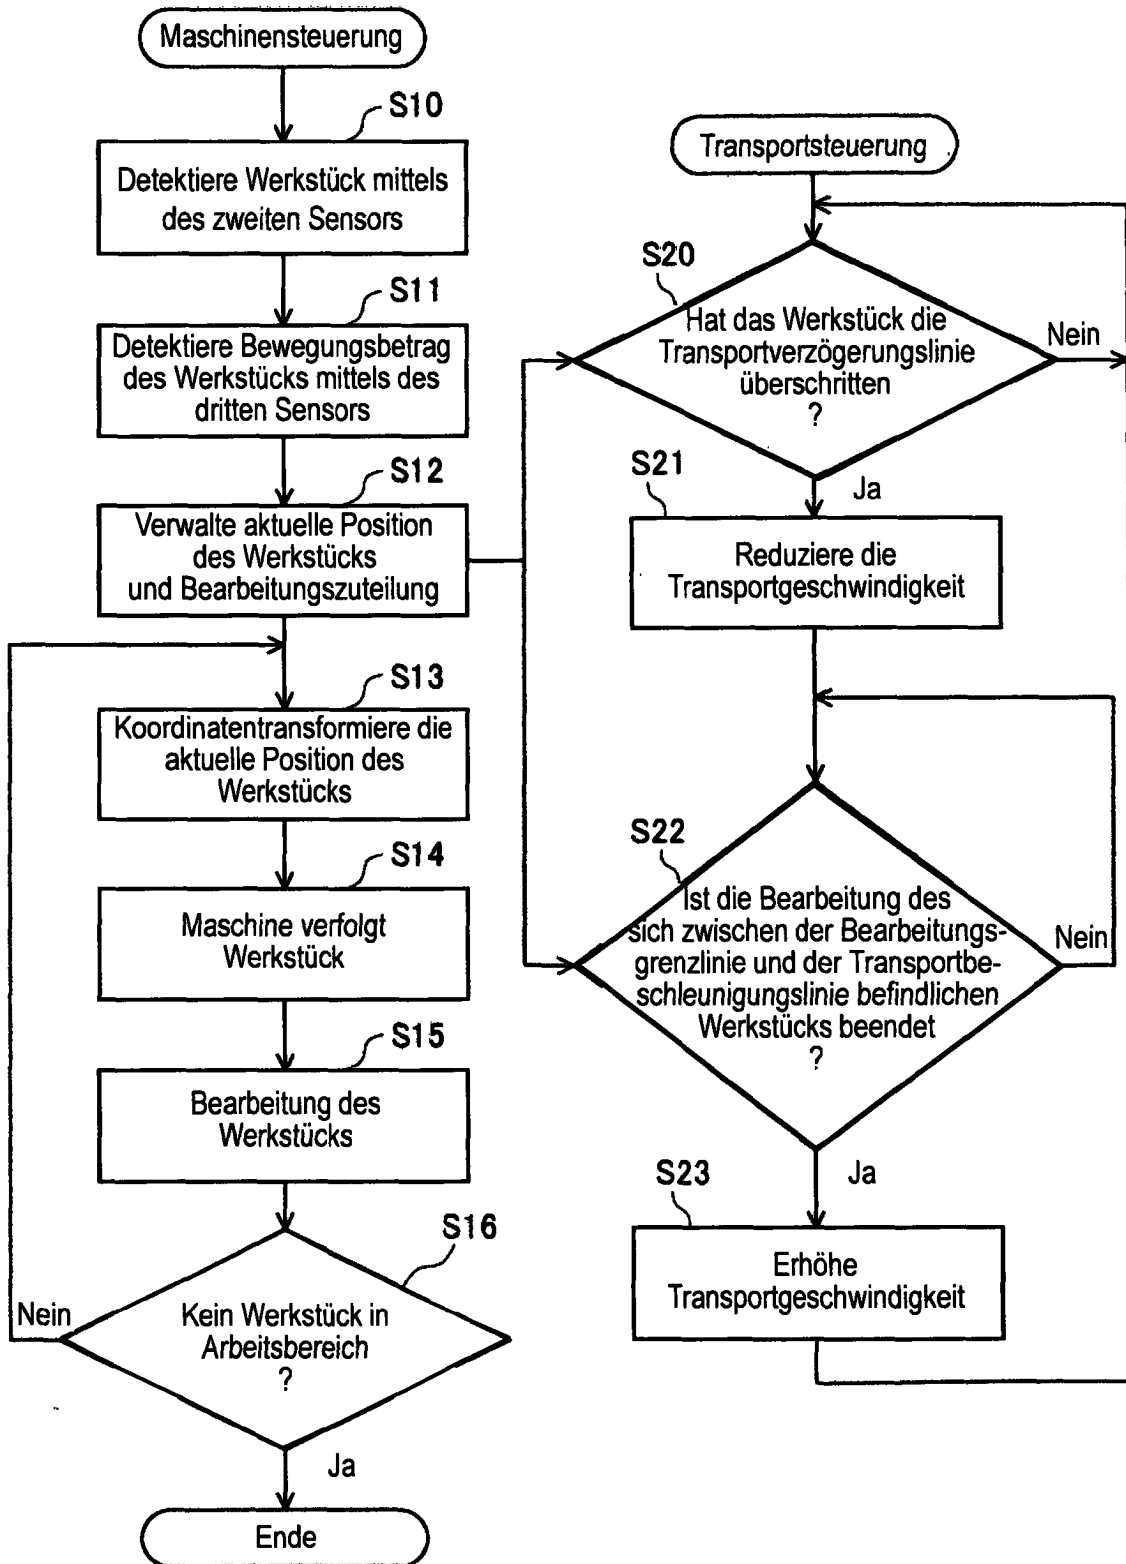 Maschinensteuerung
S10
Detektiere Werkstück mittels
des zweiten Sensors
S11
Detektiere Bewegungsbetrag
des Werkstücks mittels des
dritten Sensors
S12
Verwalte aktuelle Position
des Werkstücks
und Bearbeitungszuteilung
S13
Koordinatentransformiere die
aktuelle Position des
Werkstücks
S14
Maschine verfolgt
Werkstück
S15
Bearbeitung des
Werkstücks
S16
Nein
Kein Werkstück in
Arbeitsbereich
?
Ja
Ende
Transportsteuerung
S20
Hat das Werkstück die
Transportverzögerungslinie
überschritten
?
Nein
Ja
S21
Reduziere die
Transportgeschwindigkeit
S22
Ist die Bearbeitung des
sich zwischen der Bearbeitungs-
grenzlinie und der Transportbe-
schleunigungslinie befindlichen
Werkstücks beendet
?
Nein
Ja
S23
Erhöhe
Transportgeschwindigkeit